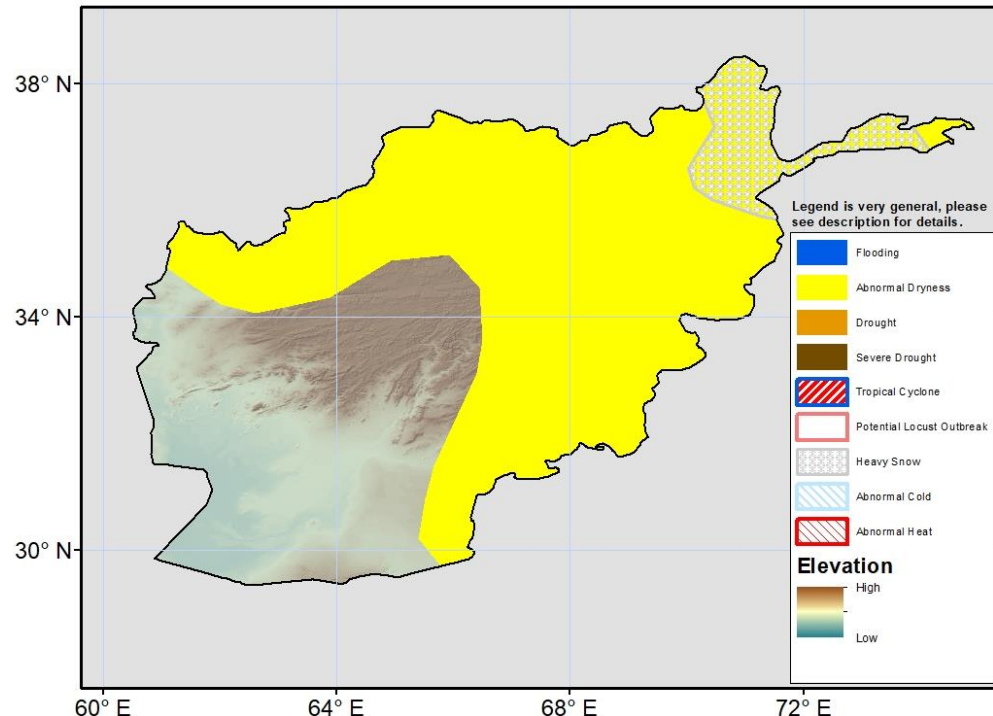 38° N
34° N
30° N
60° E
64° E
68° E
72° E
Legend is very general, please
see description for details.
Flooding
Abnormal Dryness
Drought
Severe Drought
Tropical Cyclone
Potential Locust Outbreak
Heavy Snow
Abnormal Cold
Abnormal Heat
Elevation
High
Low